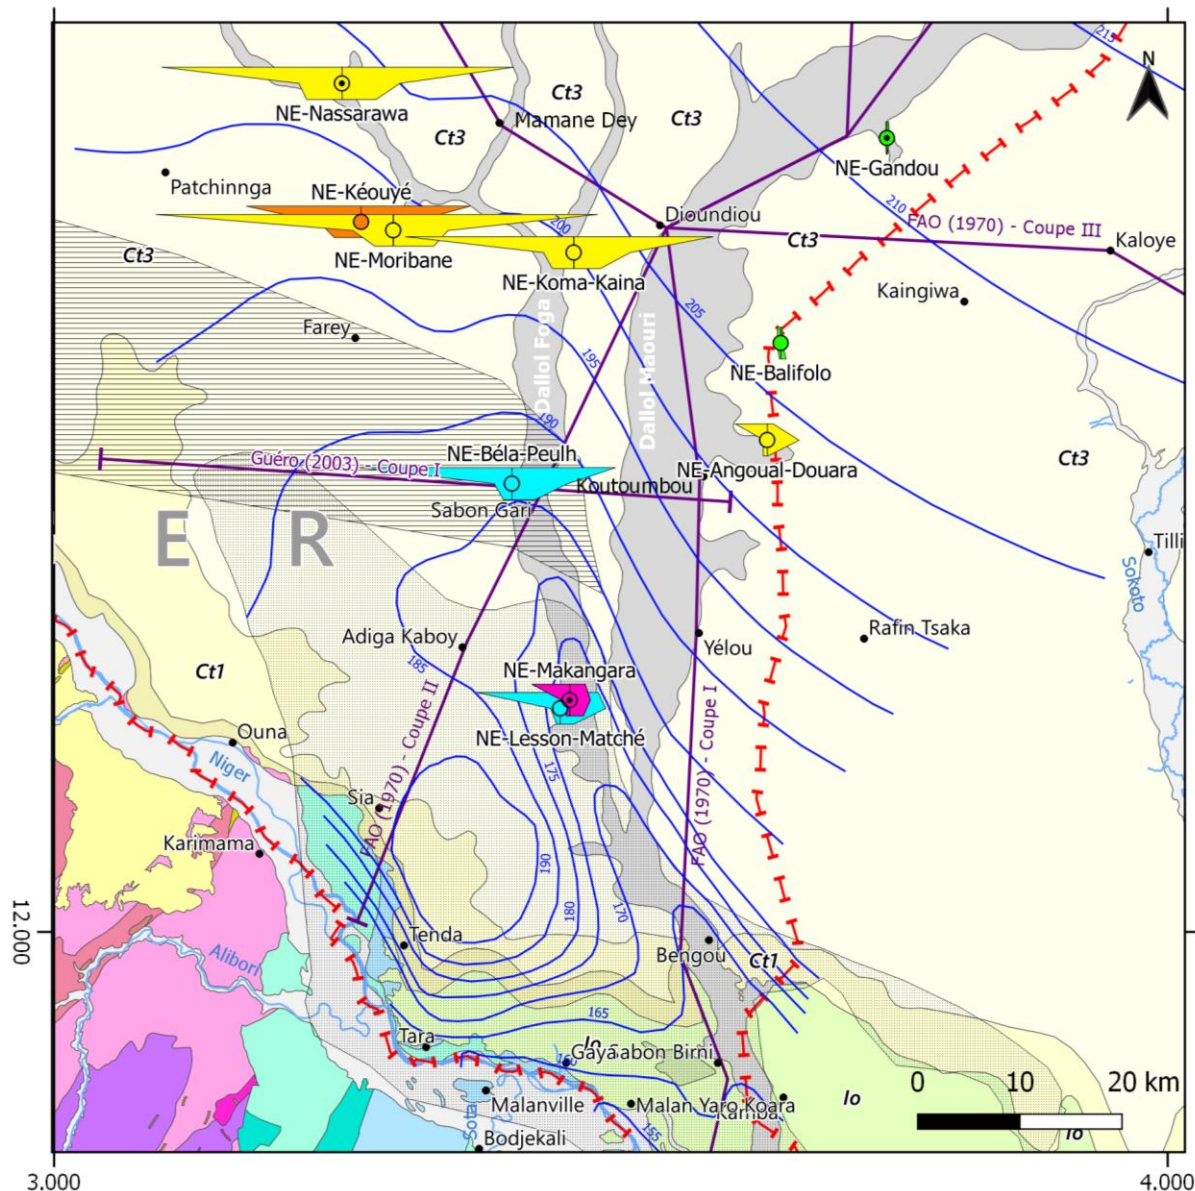 215
N
Ct3
Ct3
Ct3
NE-Nassarawa
Mamane Dey
NE-Gandou
Patchinnga
NE-Kéouyé
210
200
Dioundiou
FAO (1970) - Coupe III
Ct3
Kaloye
Ct3
NE-Moribane
NE-Koma-Kaina
Kaingiwa
205
Farey
Dallol Foga
Dallol Maouri
195
NE-Balifolo
190
NE-Béla-Peulh
Guéro (2003) - Coupe I
NE-Angoual-Douara
Ct3
Koutoumbou
Sabon Gari
E R
Tilli
Sokoto
Adiga Kaboy
Yélou
Rafin Tsaka
185
Ct1
NE-Makangara
FAO (1970) - Coupe II
FAO (1970) - Coupe I
NE-Lesson-Matché
Ouna
Niger
175
Sia
Karimama
190
180
170
12.000
Tenda
Alibori
Bengou
Ct1
165
Tara
Io
160
Gaya
Sabon Birni
Io
0 10 20 km
Malanville
Malan Yaro Koara
Kamba
Sota
155
Io
Bodjekali
3.000
4.000